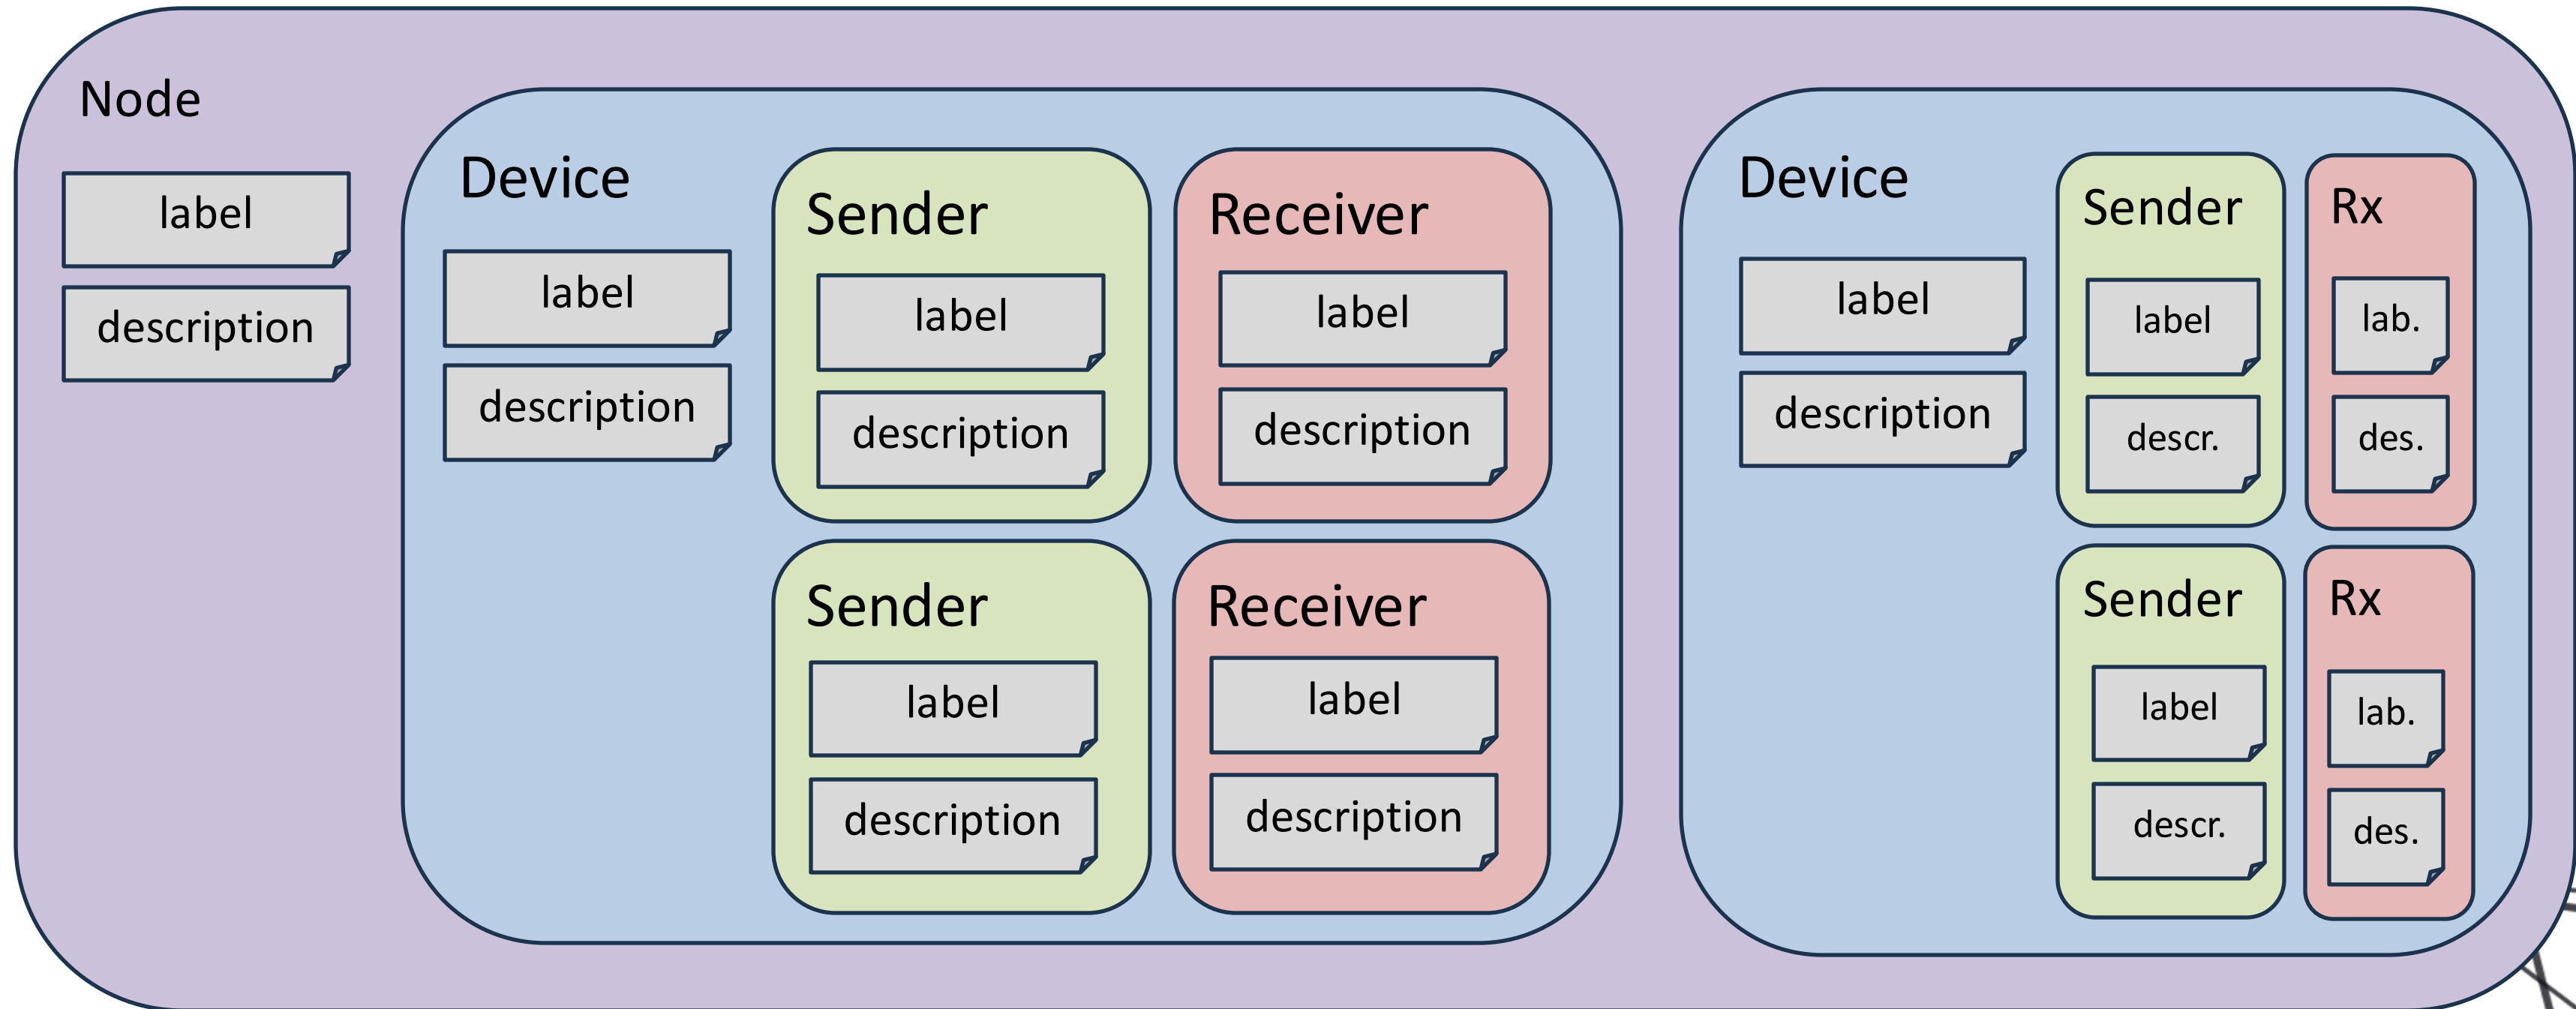 Node
label
description
Device
label
description
Sender
label
description
Receiver
label
description
Sender
label
description
Receiver
label
description
Device
label
description
Sender
label
descr.
Rx
lab.
des.
Sender
label
descr.
Rx
lab.
des.